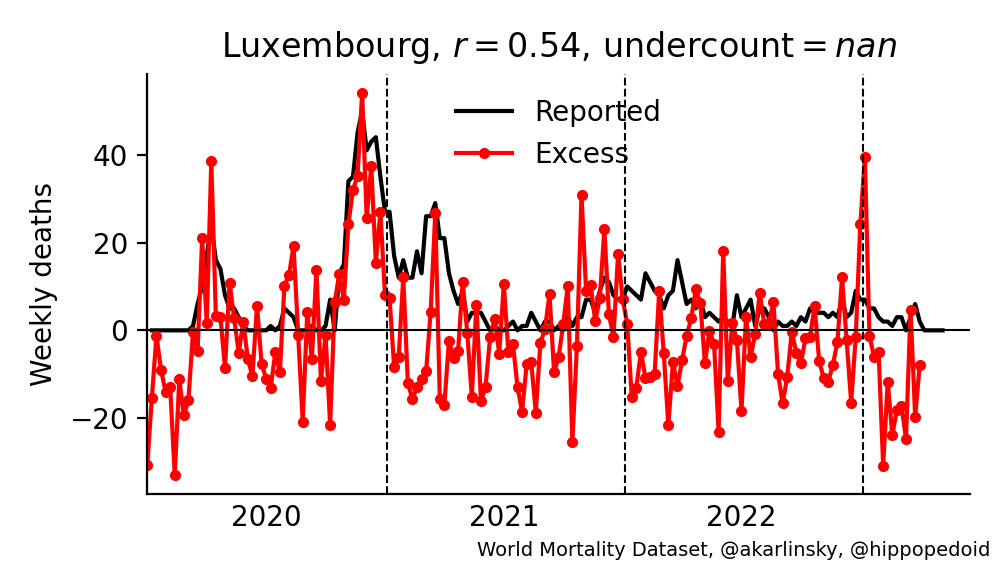 Luxembourg, r = 0.54, undercount = nan
Reported
Excess
Weekly deaths
40
20
0
−20
2020 2021 2022
World Mortality Dataset, @akarlinsky, @hippopedoid